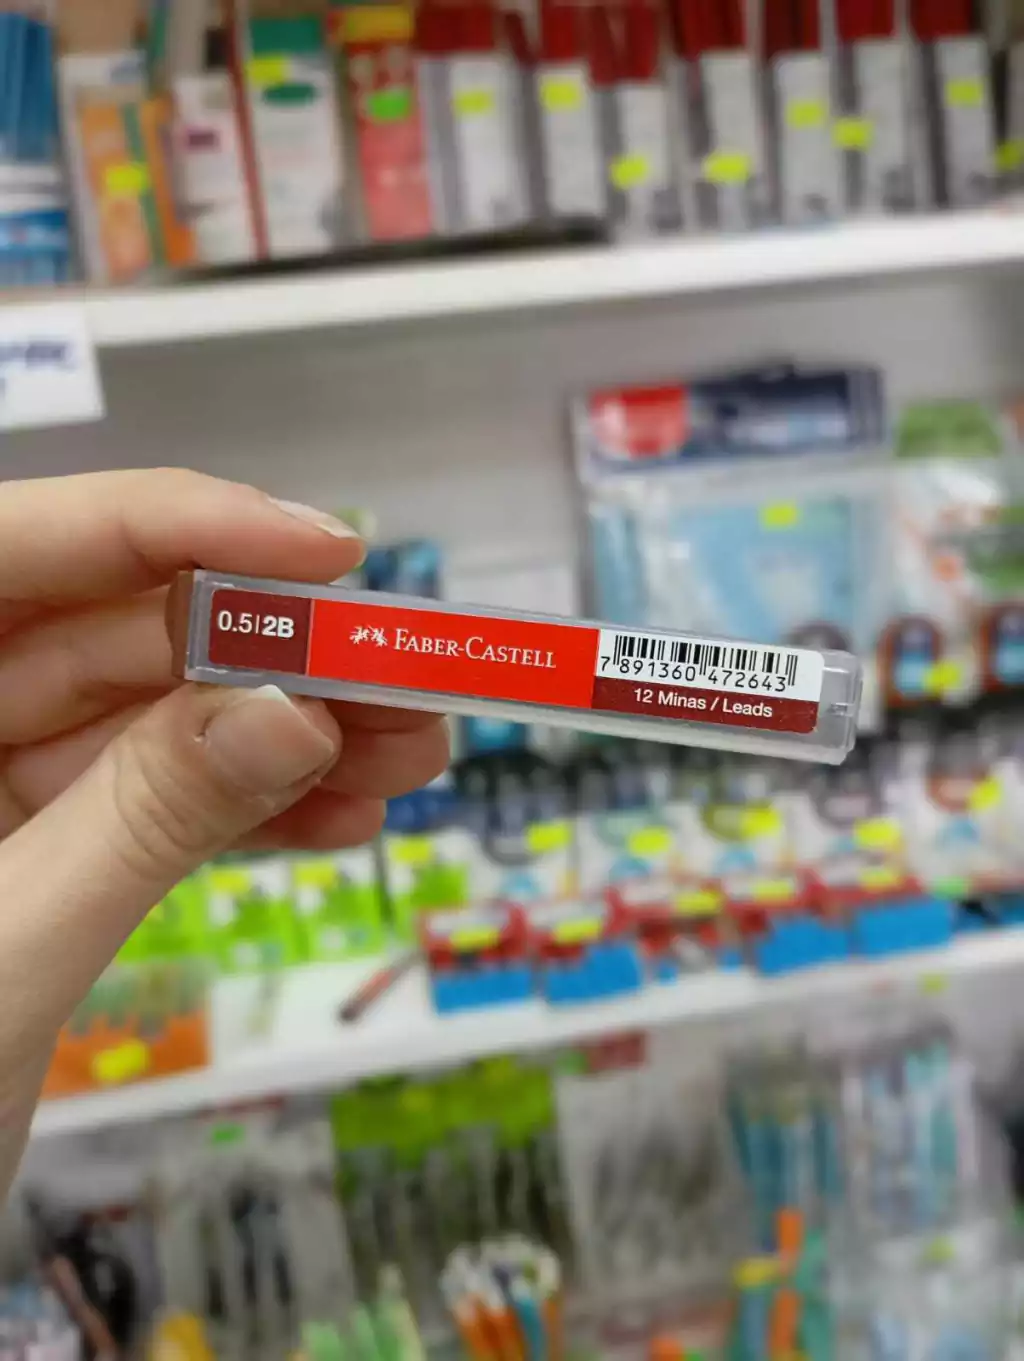 0.5|2B
FABER-CASTELL
7 891360 472643
12 Minas / Leads